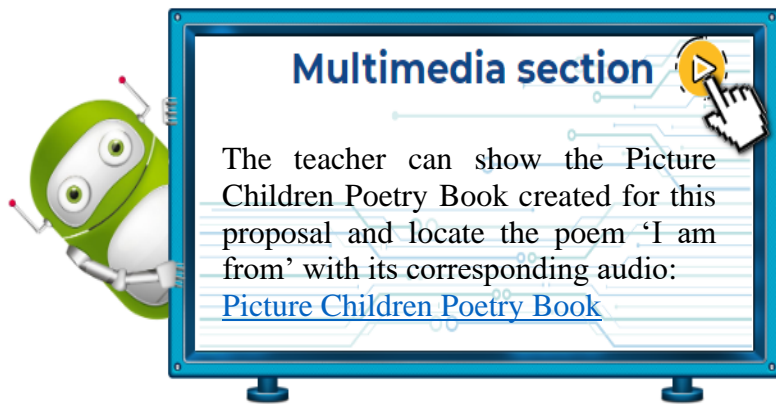 Multimedia section
The teacher can show the Picture
Children Poetry Book created for this
proposal and locate the poem ‘I am
from’ with its corresponding audio:
Picture Children Poetry Book